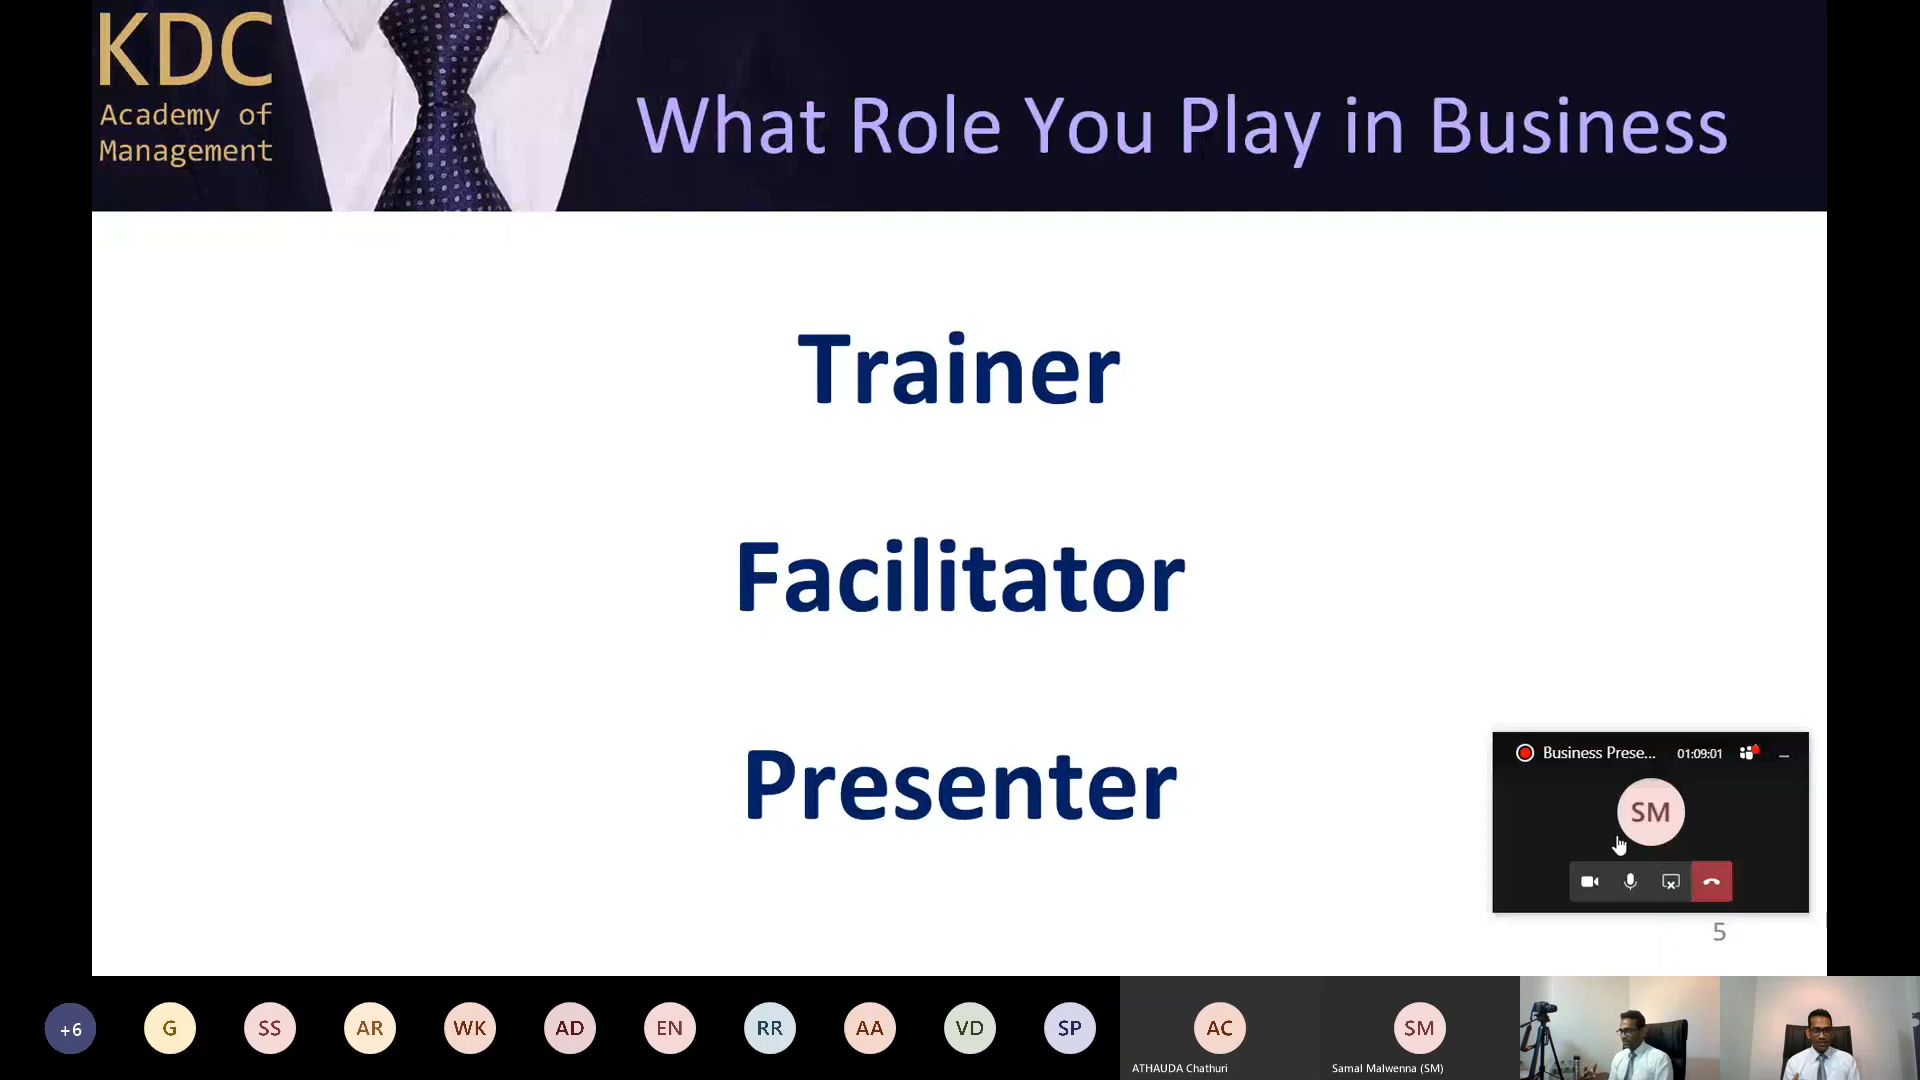 KDC
Academy of
Management
What Role You Play in Business
Trainer
Facilitator
Presenter
Business Prese...
01:09:01
SM
5
+6
G
SS
AR
WK
AD
EN
RR
AA
VD
SP
AC
SM
ATHAUDA Chathuri
Samal Malwenna (SM)